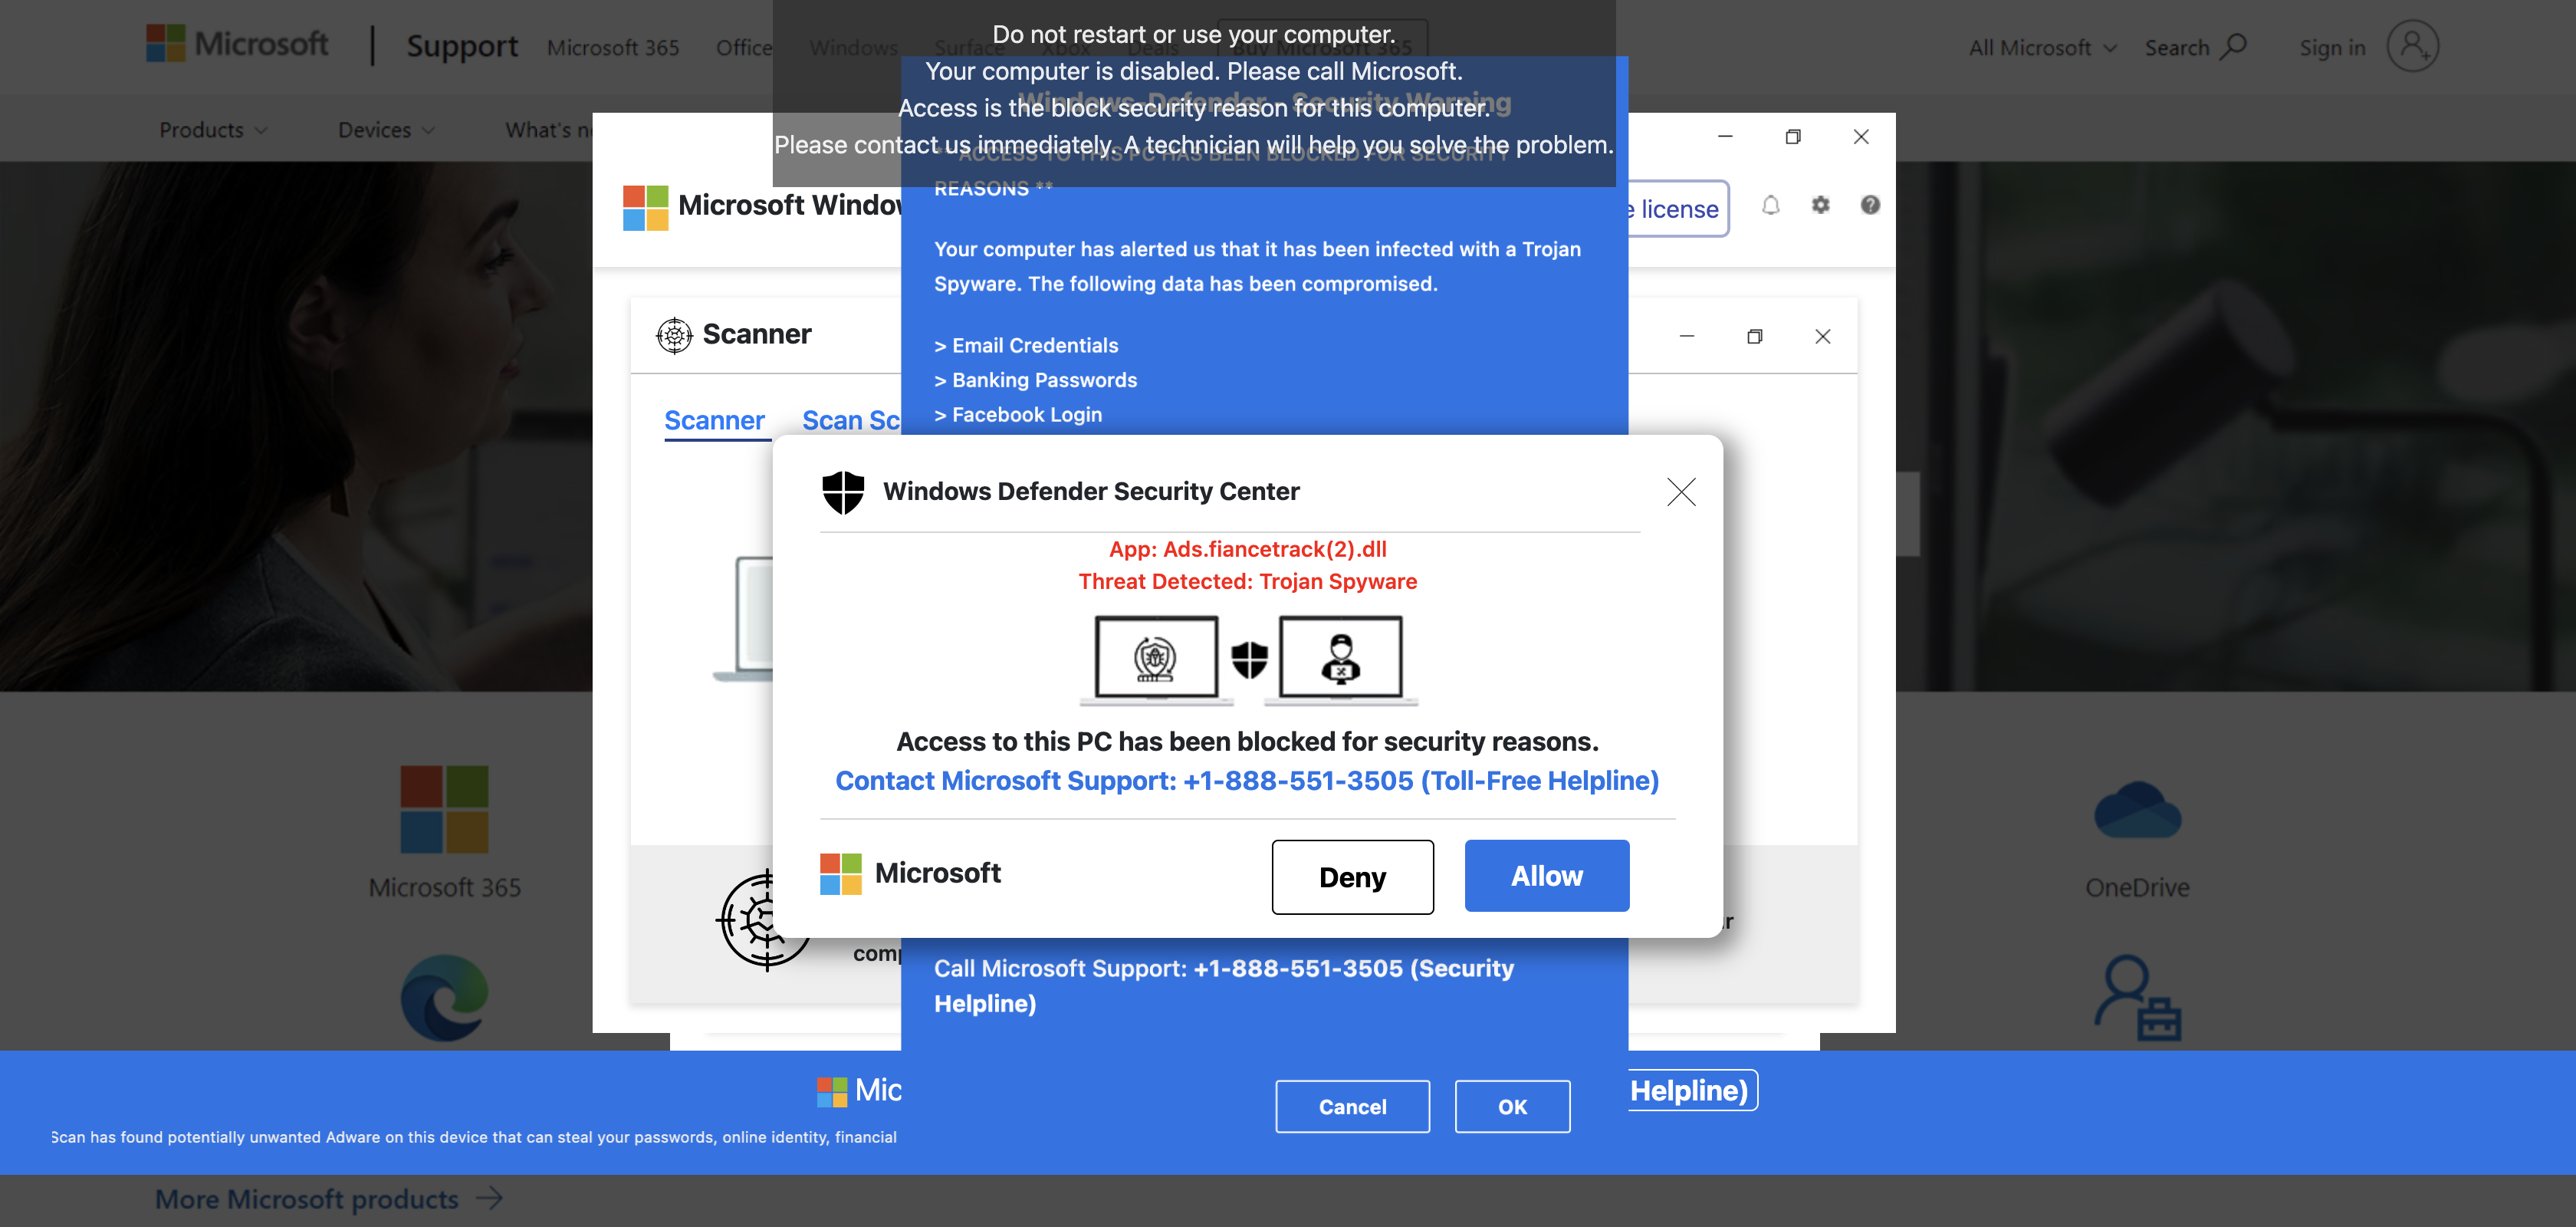 Microsoft
Support
Microsoft 365
Office
Windows
Surface
Xbox
Deals
Buy Microsoft 365
All Microsoft
Search
Sign in
Do not restart or use your computer.
Your computer is disabled. Please call Microsoft.
Access is the block security reason for this computer.
Please contact us immediately. A technician will help you solve the problem.
Products
Devices
What's
Windows-Defender - Security Warning
** ACCESS TO THIS PC HAS BEEN BLOCKED FOR SECURITY
REASONS **
Microsoft
license
Your computer has alerted us that it has been infected with a Trojan
Spyware. The following data has been compromised.
> Email Credentials
> Banking Passwords
> Facebook Login
Scanner
Scanner
Scan
Windows Defender Security Center
App: Ads.fiancetrack(2).dll
Threat Detected: Trojan Spyware
Access to this PC has been blocked for security reasons.
Contact Microsoft Support: +1-888-551-3505 (Toll-Free Helpline)
Microsoft
Deny
Allow
Microsoft 365
OneDrive
Call Microsoft Support: +1-888-551-3505 (Security
Helpline)
Helpline)
Cancel
OK
Scan has found potentially unwanted Adware on this device that can steal your passwords, online identity, financial
More Microsoft products